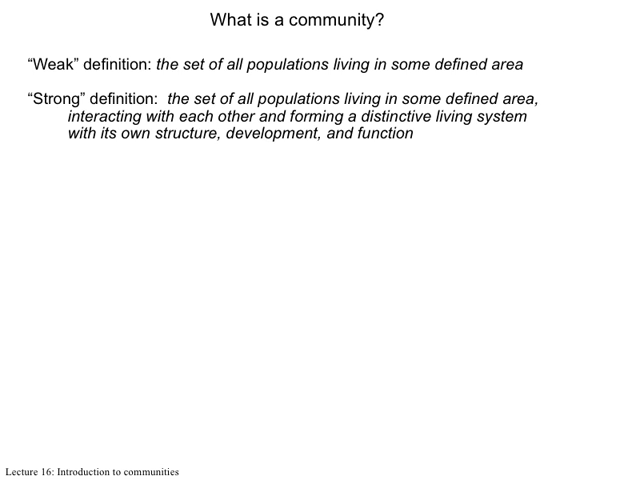 What is a community?
“Weak” definition: the set of all populations living in some defined area
“Strong” definition:  the set of all populations living in some defined area,
interacting with each other and forming a distinctive living system
with its own structure, development, and function
Lecture 16: Introduction to communities